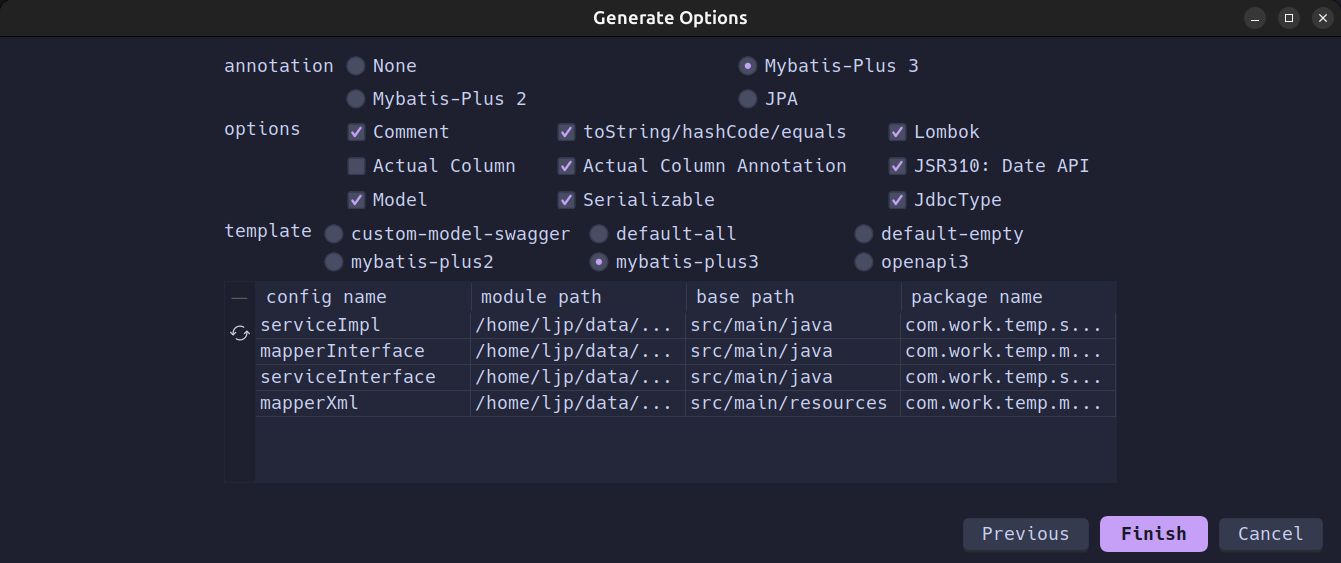 Generate Options
annotation None Mybatis-Plus 3
Mybatis-Plus 2 JPA
options Comment toString/hashCode/equals Lombok
Actual Column Actual Column Annotation JSR310: Date API
Model Serializable JdbcType
template custom-model-swagger default-all default-empty
mybatis-plus2 mybatis-plus3 openapi3
config name module path base path package name
serviceImpl /home/ljp/data/... src/main/java com.work.temp.s...
mapperInterface /home/ljp/data/... src/main/java com.work.temp.m...
serviceInterface /home/ljp/data/... src/main/java com.work.temp.s...
mapperXml /home/ljp/data/... src/main/resources com.work.temp.m...
Previous Finish Cancel